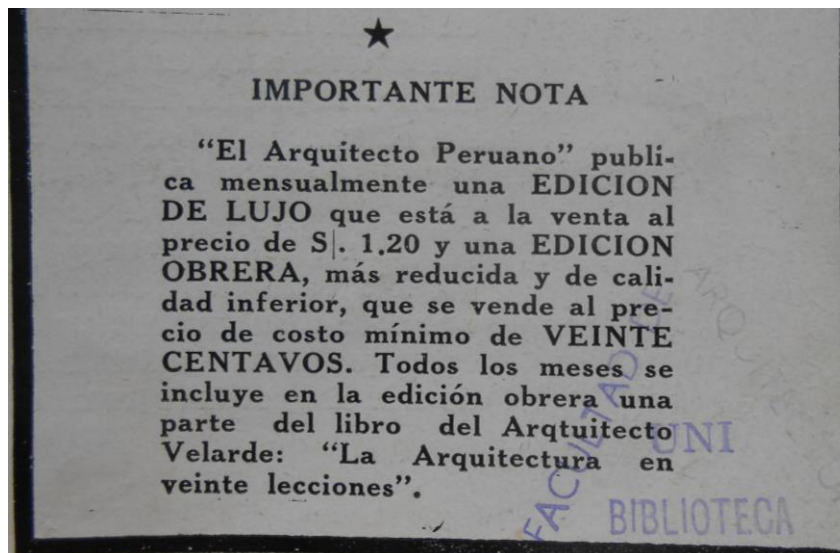 ★
IMPORTANTE NOTA
"El Arquitecto Peruano" publi-
ca mensualmente una EDICION
DE LUJO que está a la venta al
precio de S|. 1.20 y una EDICION
OBRERA, más reducida y de cali-
dad inferior, que se vende al pre-
cio de costo mínimo de VEINTE
CENTAVOS. Todos los meses se
incluye en la edición obrera una
parte del libro del Arqtuitecto
Velarde: "La Arquitectura en
veinte lecciones".
FACULTAD DE
UNI
BIBLIOTECA